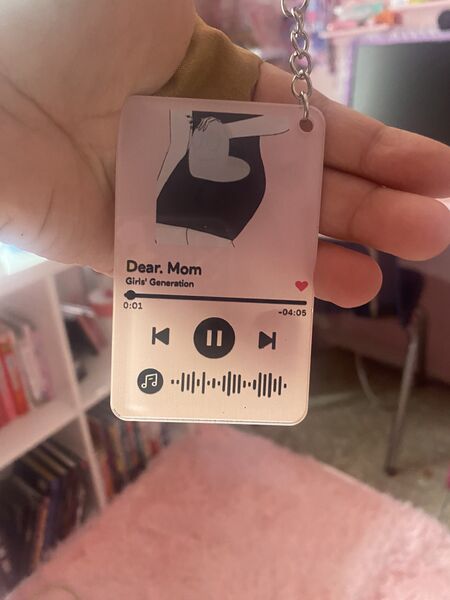 Dear. Mom
Girls' Generation
0:01 -04:05